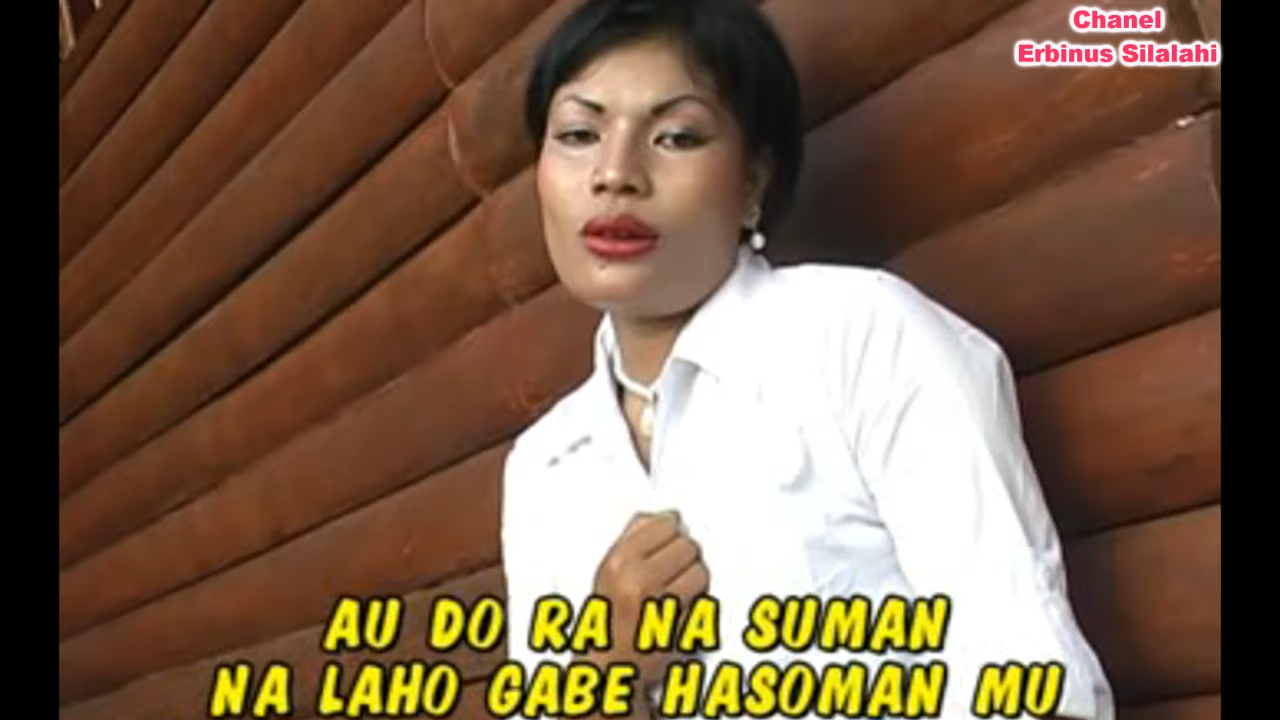 Chanel
Erbinus Silalahi
AU DO RA NA SUMAN
NA LAHO GABE HASOMAN MU